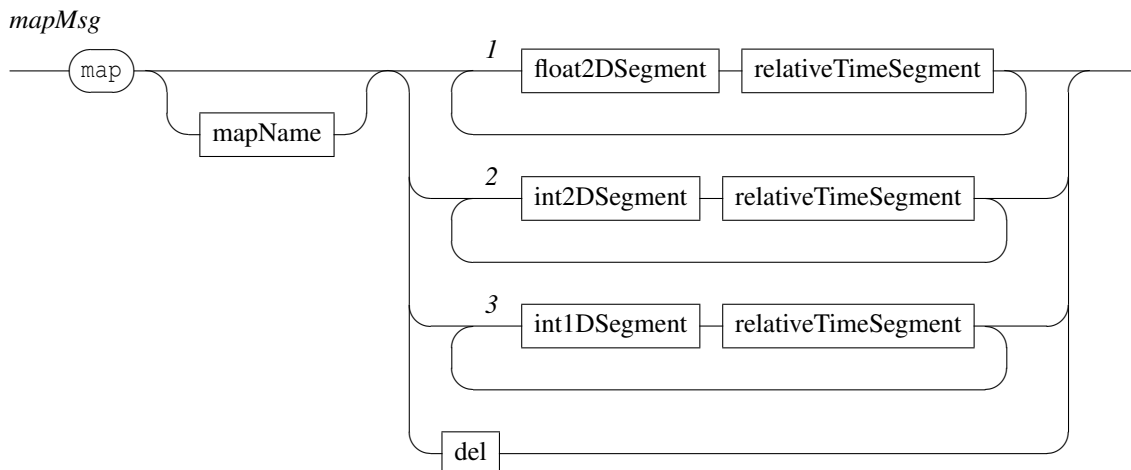 mapMsg
map
mapName
1
float2DSegment
relativeTimeSegment
2
int2DSegment
relativeTimeSegment
3
int1DSegment
relativeTimeSegment
del